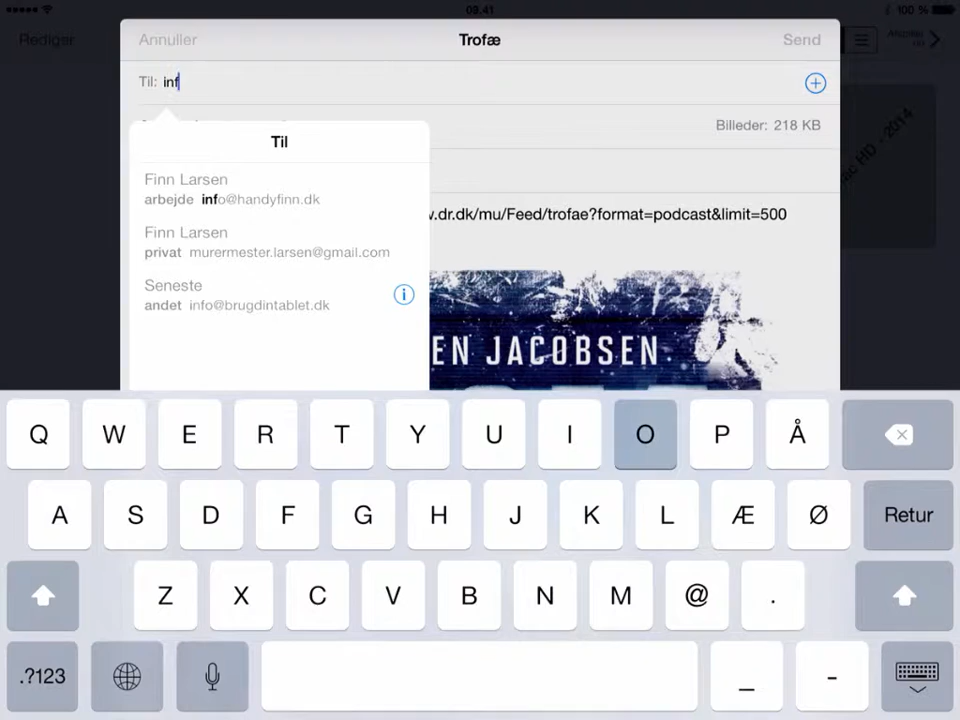 09.41
100 %
Rediger
Annuller
Trofæ
Send
Til: inf
Billeder: 218 KB
Til
Finn Larsen
arbejde info@handyfinn.dk
Finn Larsen
privat murermester.larsen@gmail.com
Seneste
andet info@brugdintablet.dk
w.dr.dk/mu/Feed/trofae?format=podcast&limit=500
EN JACOBSEN
HD - 2014
Q W E R T Y U I O P Å
A S D F G H J K L Æ Ø Retur
Z X C V B N M @ .
.?123 _ -